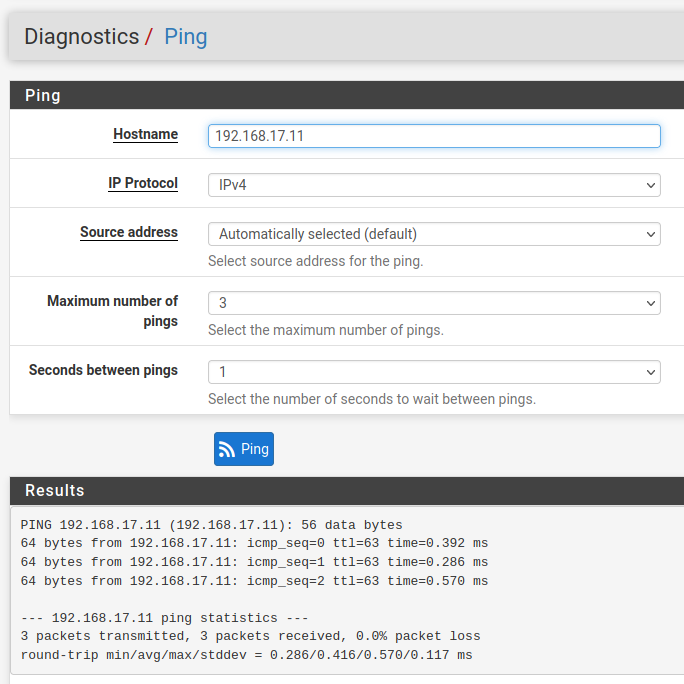 Diagnostics / Ping
Ping
Hostname
192.168.17.11
IP Protocol
IPv4
Source address
Automatically selected (default)
Select source address for the ping.
Maximum number of
pings
3
Select the maximum number of pings.
Seconds between pings
1
Select the number of seconds to wait between pings.
Ping
Results
PING 192.168.17.11 (192.168.17.11): 56 data bytes
64 bytes from 192.168.17.11: icmp_seq=0 ttl=63 time=0.392 ms
64 bytes from 192.168.17.11: icmp_seq=1 ttl=63 time=0.286 ms
64 bytes from 192.168.17.11: icmp_seq=2 ttl=63 time=0.570 ms
--- 192.168.17.11 ping statistics ---
3 packets transmitted, 3 packets received, 0.0% packet loss
round-trip min/avg/max/stddev = 0.286/0.416/0.570/0.117 ms